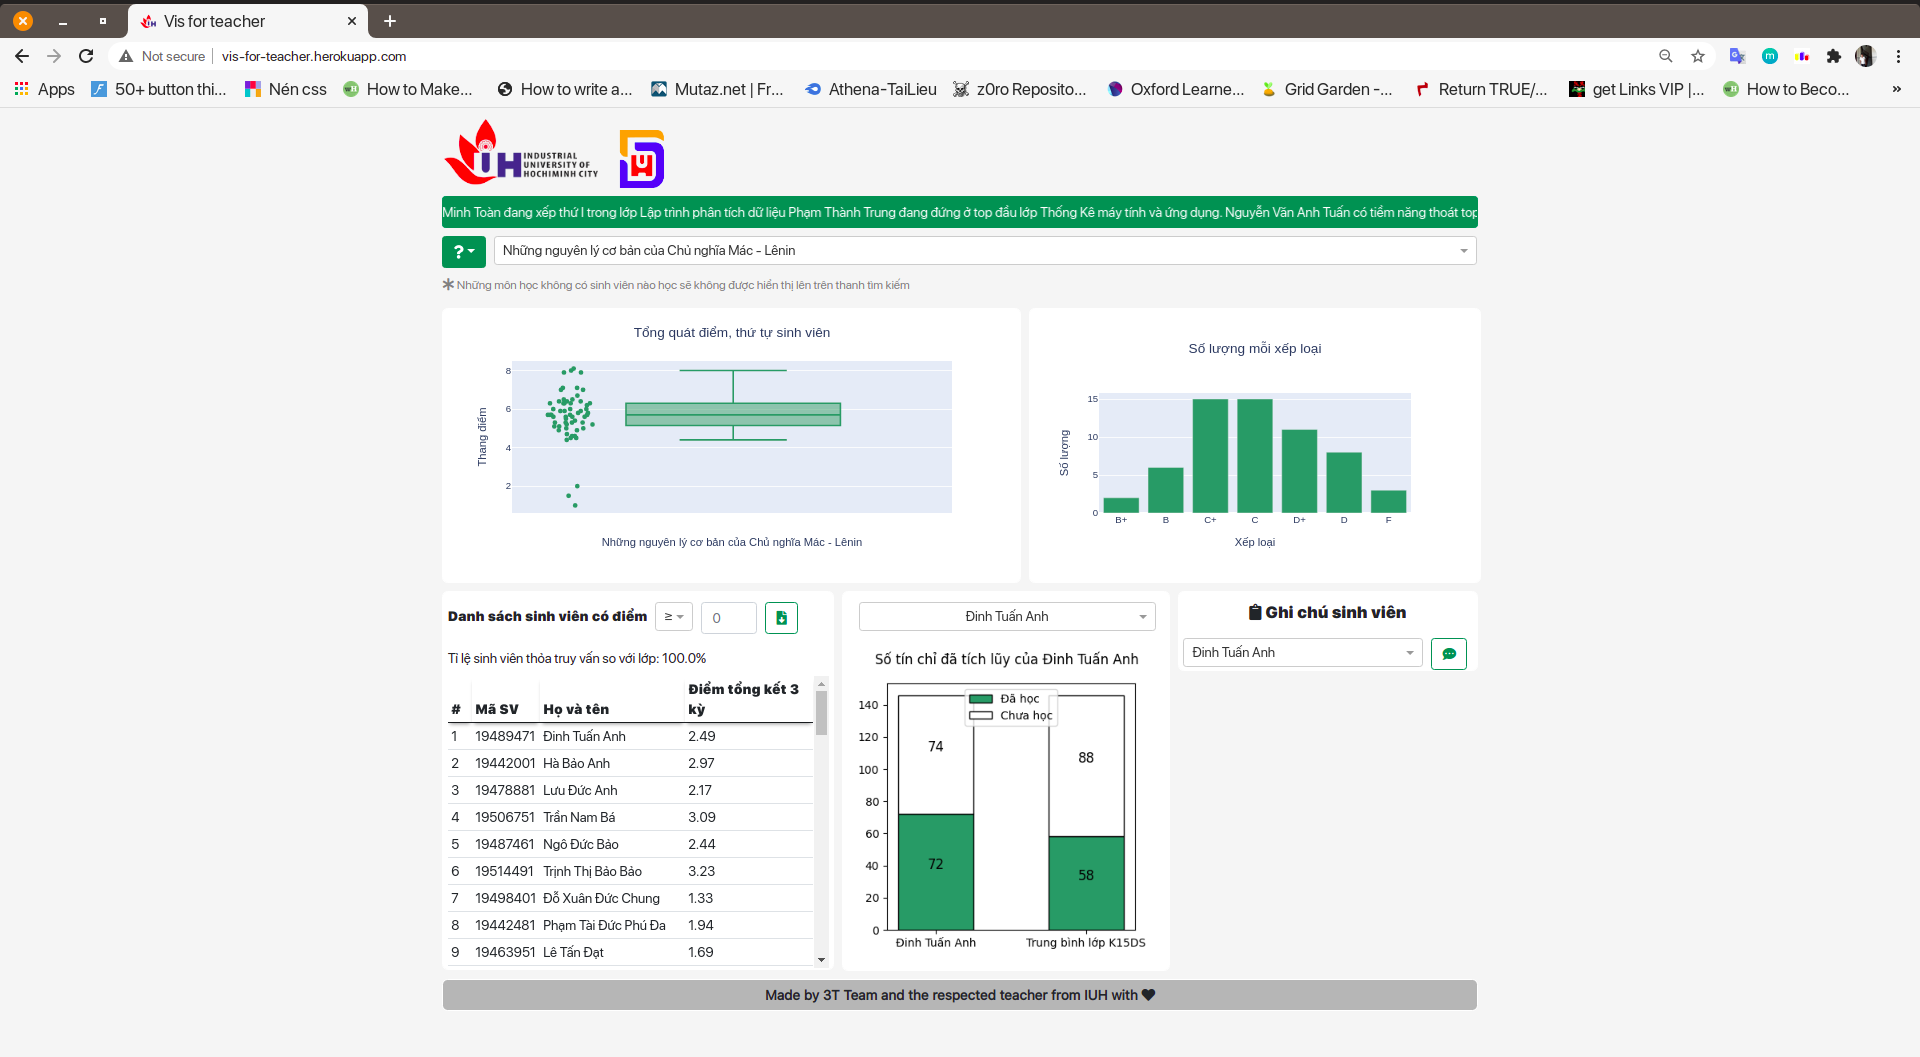 Vis for teacher
Not secure | vis-for-teacher.herokuapp.com
Apps 50+ button thi... Nén css How to Make... How to write a... Mutaz.net | Fr... Athena-TaiLieu z0ro Reposito... Oxford Learne... Grid Garden -... Return TRUE/... get Links VIP |... How to Beco... »
IUH INDUSTRIAL
UNIVERSITY OF
HOCHIMINH CITY
Minh Toàn đang xếp thứ I trong lớp Lập trình phân tích dữ liệu Phạm Thành Trung đang đứng ở top đầu lớp Thống Kê máy tính và ứng dụng. Nguyễn Văn Anh Tuấn có tiềm năng thoát top
?
Những nguyên lý cơ bản của Chủ nghĩa Mác - Lênin
Những môn học không có sinh viên nào học sẽ không được hiển thị lên trên thanh tìm kiếm
Tổng quát điểm, thứ tự sinh viên
Thang điểm
8
6
4
2
Những nguyên lý cơ bản của Chủ nghĩa Mác - Lênin
Số lượng mỗi xếp loại
Số lượng
15
10
5
0
B+ B C+ C D+ D F
Xếp loại
Danh sách sinh viên có điểm ≥ 0
Tỉ lệ sinh viên thỏa truy vấn so với lớp: 100.0%
# Mã SV Họ và tên Điểm tổng kết 3 kỳ
1 19489471 Đinh Tuấn Anh 2.49
2 19442001 Hà Bảo Anh 2.97
3 19478881 Lưu Đức Anh 2.17
4 19506751 Trần Nam Bá 3.09
5 19487461 Ngô Đức Bảo 2.44
6 19514491 Trịnh Thị Bảo Bảo 3.23
7 19498401 Đỗ Xuân Đức Chung 1.33
8 19442481 Phạm Tài Đức Phú Đa 1.94
9 19463951 Lê Tấn Đạt 1.69
Đinh Tuấn Anh
Số tín chỉ đã tích lũy của Đinh Tuấn Anh
Đã học
Chưa học
140
120
100
80
60
40
20
0
74
88
72
58
Đinh Tuấn Anh Trung bình lớp K15DS
Ghi chú sinh viên
Đinh Tuấn Anh
Made by 3T Team and the respected teacher from IUH with